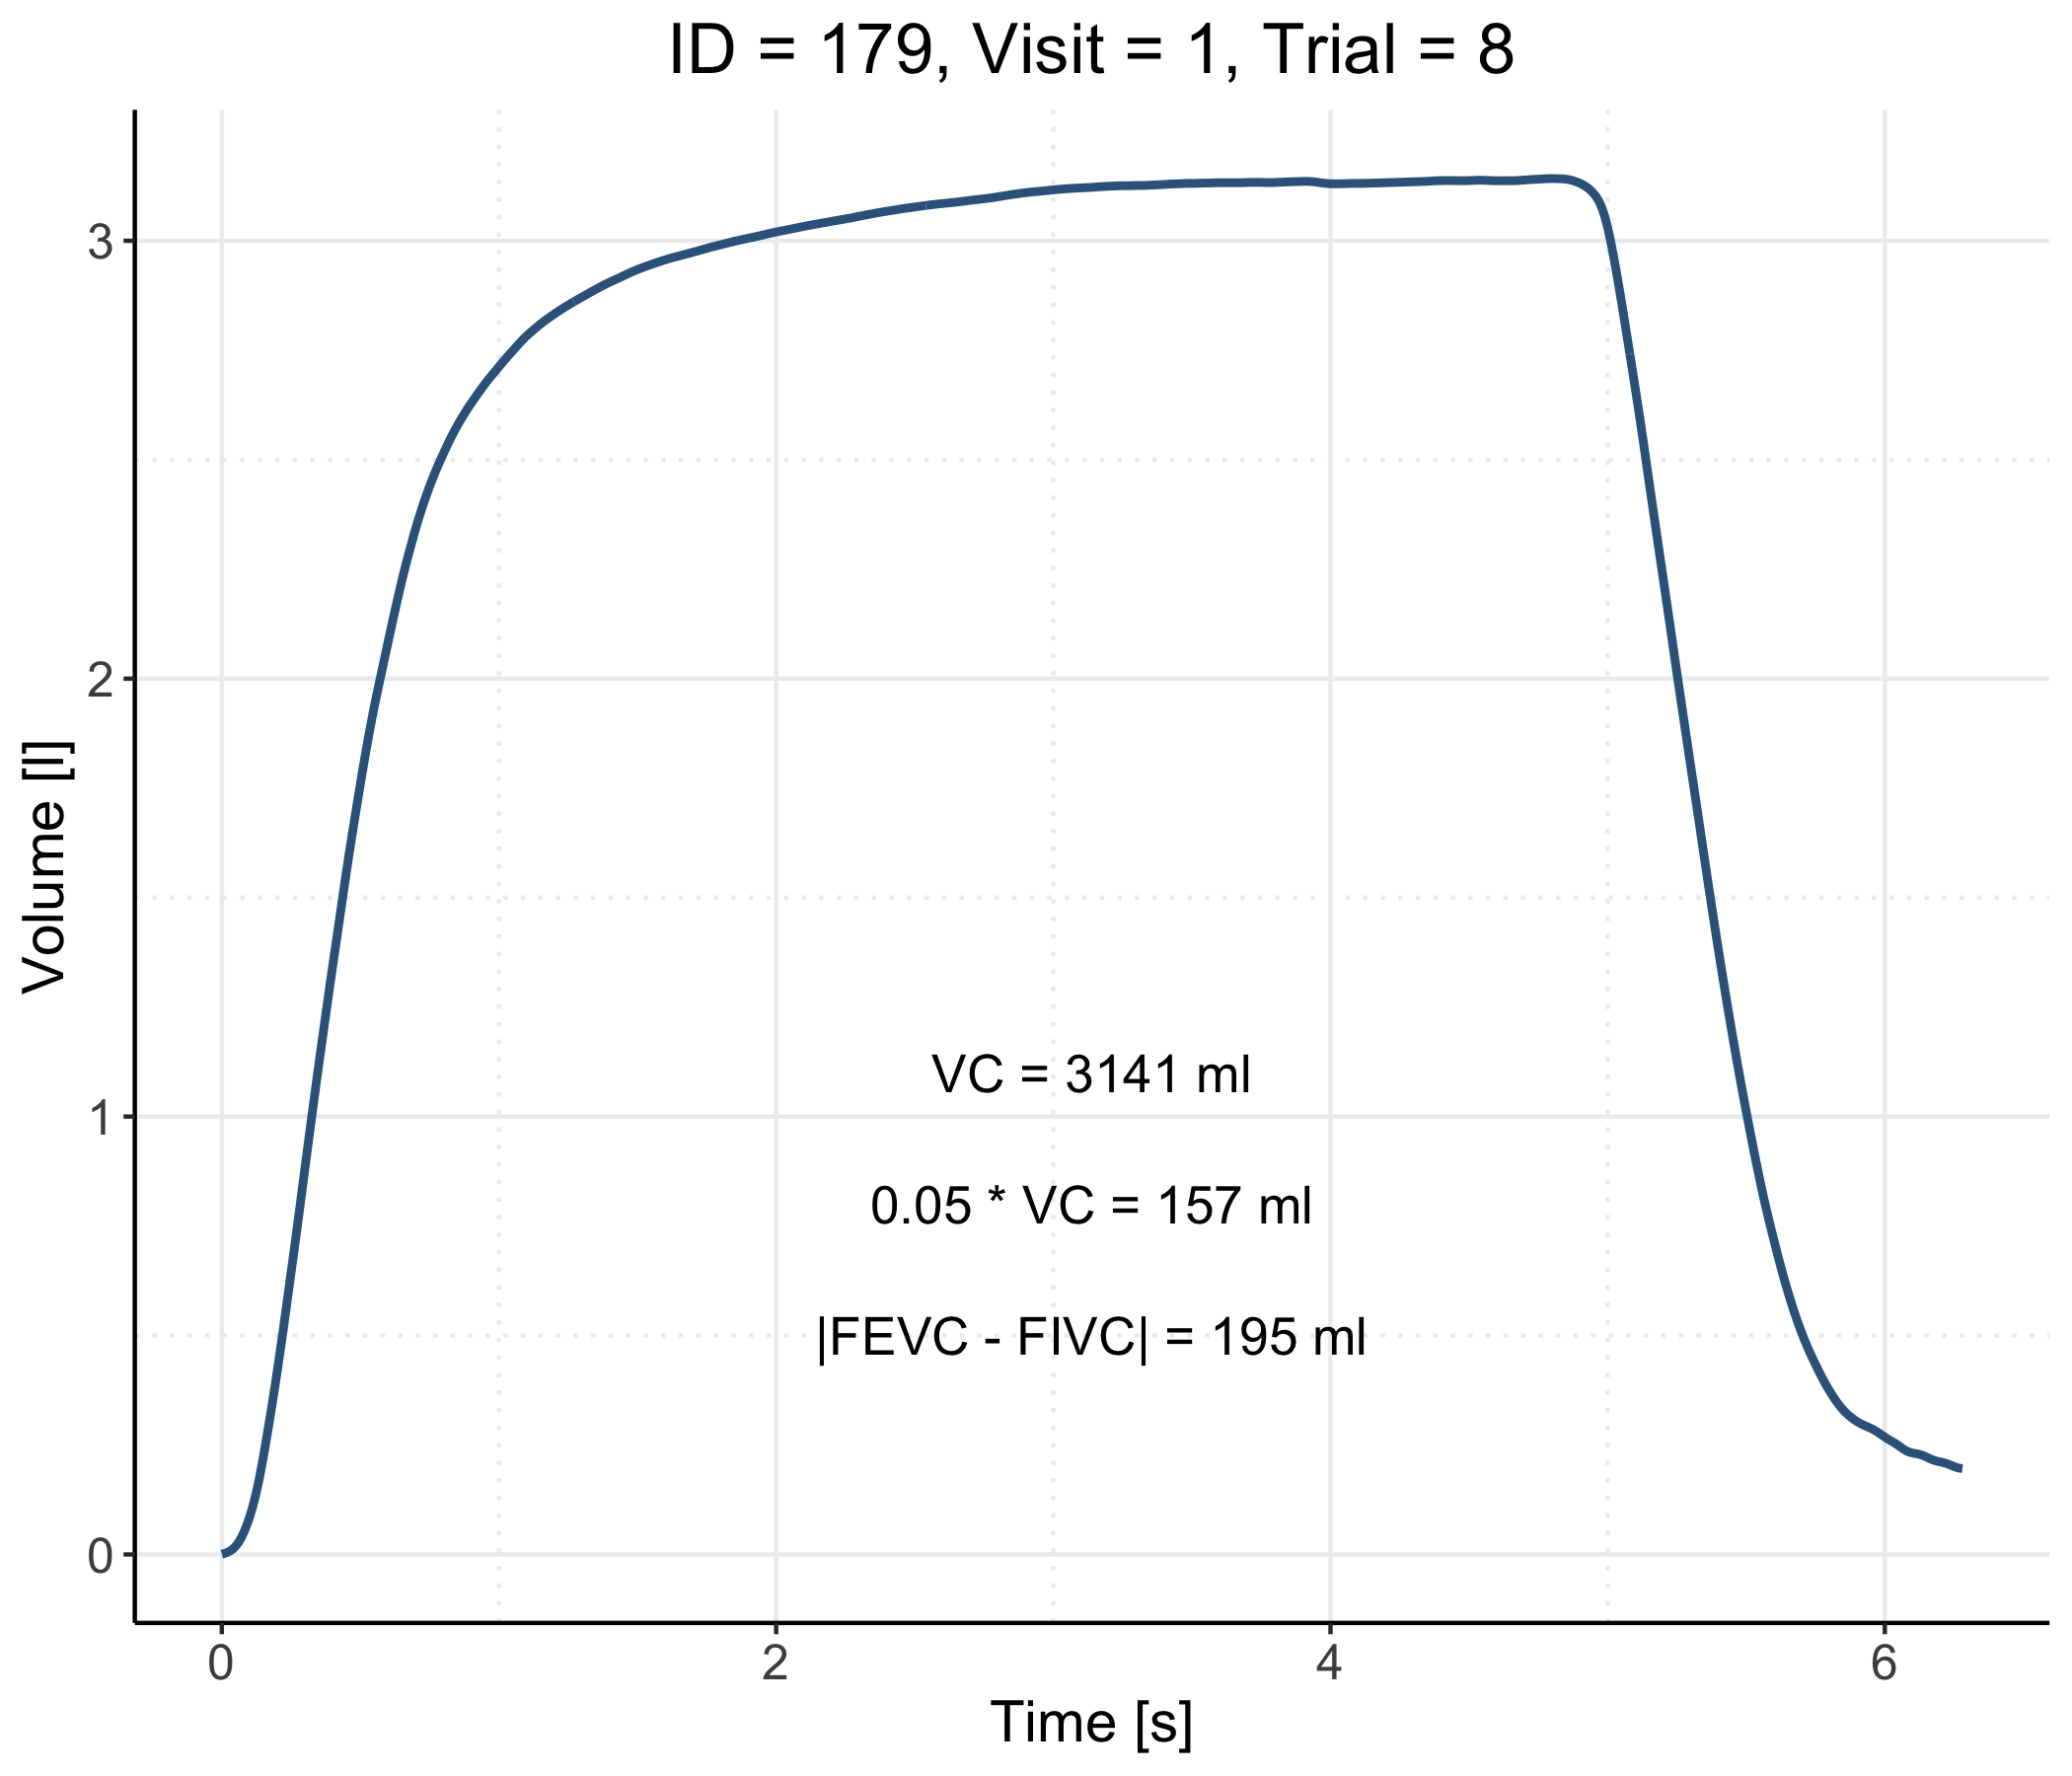 ID = 179, Visit = 1, Trial = 8
3
2
1
0
Volume [l]
VC = 3141 ml
0.05 * VC = 157 ml
|FEVC - FIVC| = 195 ml
0 2 4 6
Time [s]